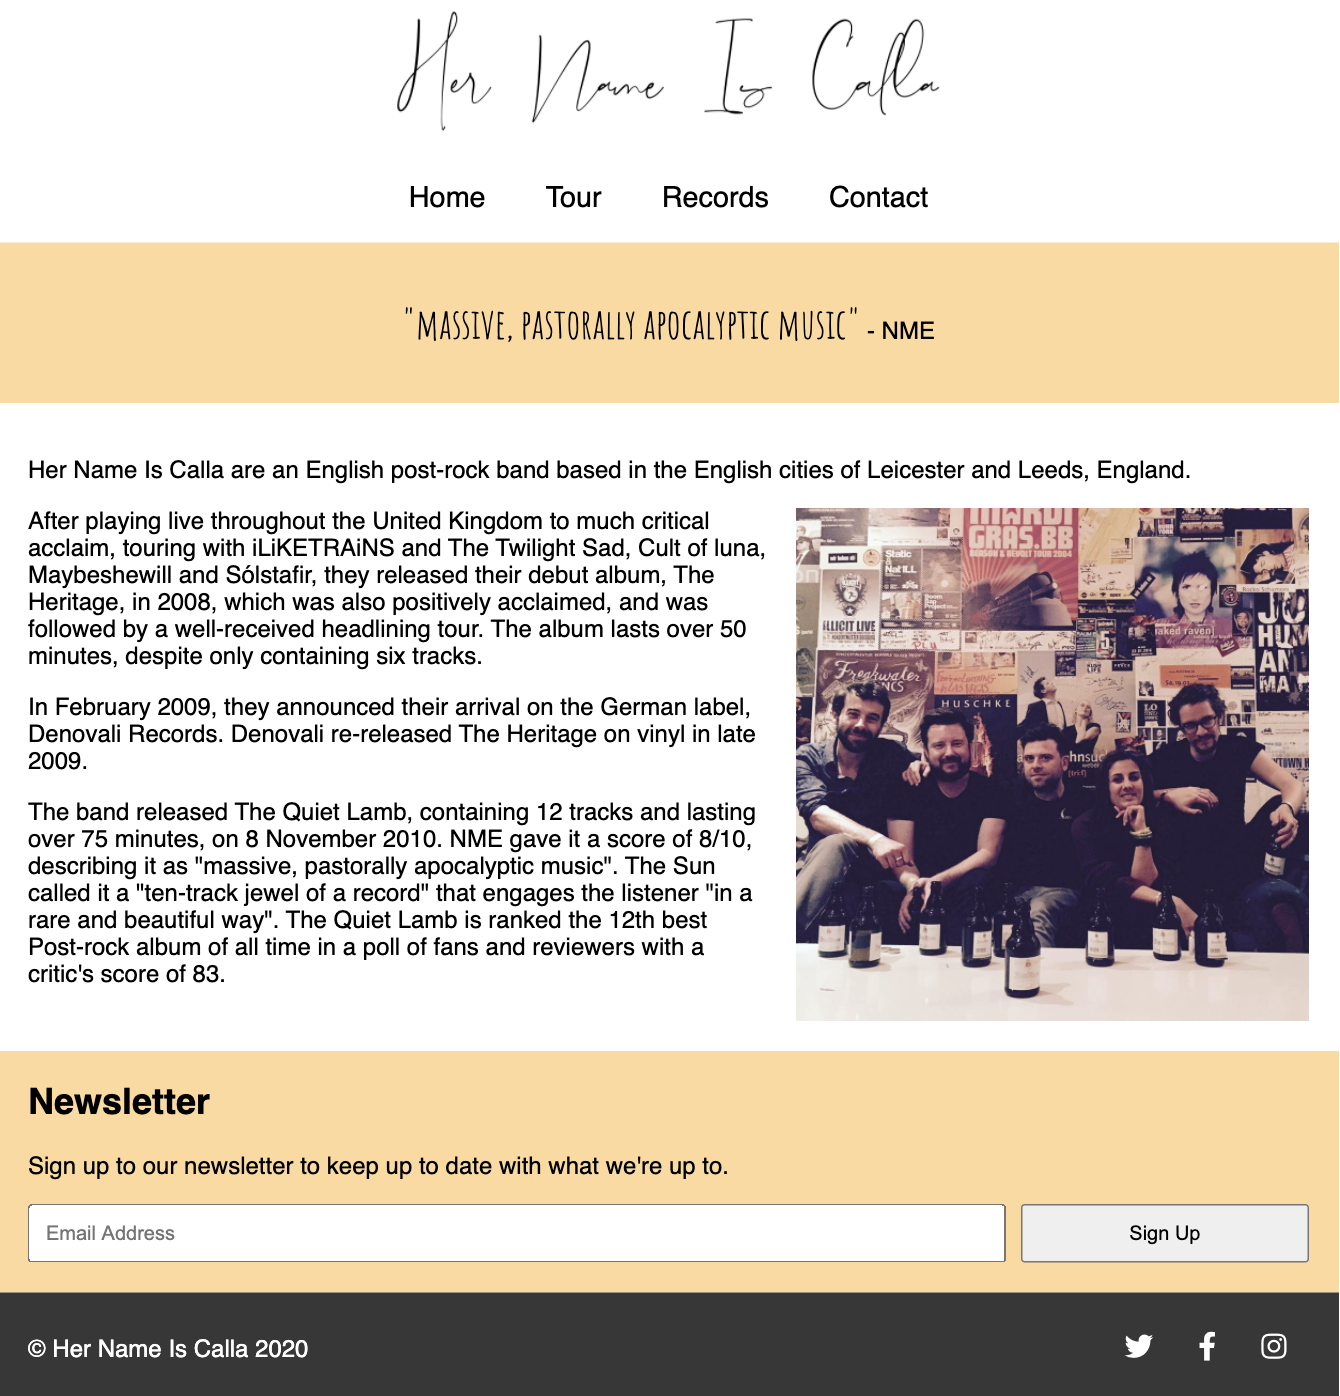 Her Name Is Calla
Home Tour Records Contact
"massive, pastorally apocalyptic music" - NME
Her Name Is Calla are an English post-rock band based in the English cities of Leicester and Leeds, England.
After playing live throughout the United Kingdom to much critical
acclaim, touring with iLiKETRAiNS and The Twilight Sad, Cult of luna,
Maybeshewill and Sólstafir, they released their debut album, The
Heritage, in 2008, which was also positively acclaimed, and was
followed by a well-received headlining tour. The album lasts over 50
minutes, despite only containing six tracks.
In February 2009, they announced their arrival on the German label,
Denovali Records. Denovali re-released The Heritage on vinyl in late
2009.
The band released The Quiet Lamb, containing 12 tracks and lasting
over 75 minutes, on 8 November 2010. NME gave it a score of 8/10,
describing it as "massive, pastorally apocalyptic music". The Sun
called it a "ten-track jewel of a record" that engages the listener "in a
rare and beautiful way". The Quiet Lamb is ranked the 12th best
Post-rock album of all time in a poll of fans and reviewers with a
critic's score of 83.
MARDI
GRAS.BB
Static
Nat ILL
ILLICIT LIVE
naked raven
JU
HUM
AN
MA
Freakwater
HUSCHKE
Newsletter
Sign up to our newsletter to keep up to date with what we're up to.
Email Address
Sign Up
© Her Name Is Calla 2020